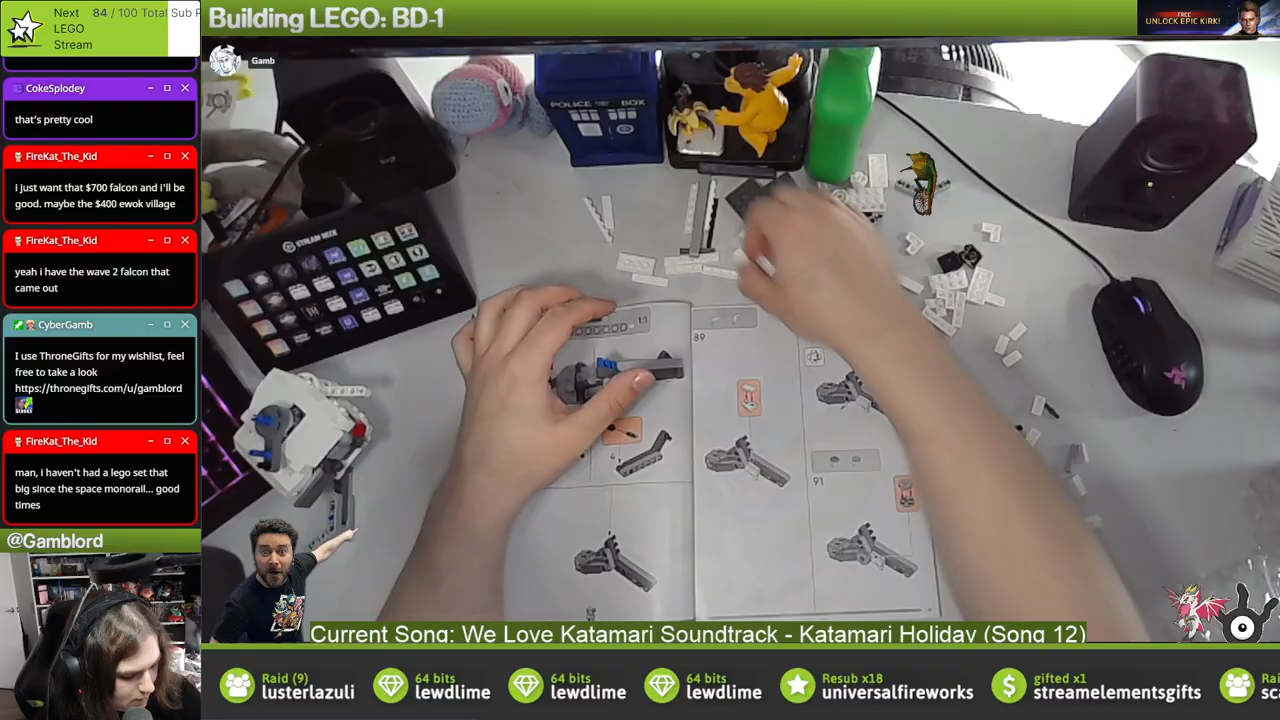 Next 84 / 100 Total Sub P
LEGO
Stream
Building LEGO: BD-1
FREE
UNLOCK EPIC KIRK!
Gamb
CokeSplodey
that's pretty cool
FireKat_The_Kid
i just want that $700 falcon and i'll be
good. maybe the $400 ewok village
FireKat_The_Kid
yeah i have the wave 2 falcon that
came out
CyberGamb
I use ThroneGifts for my wishlist, feel
free to take a look
https://thronegifts.com/u/gamblord
FireKat_The_Kid
man, i haven't had a lego set that
big since the space monorail... good
times
@Gamblord
POLICE BOX
STREAM DECK
1:1
89
91
Current Song: We Love Katamari Soundtrack - Katamari Holiday (Song 12)
Raid (9)
lusterlazuli
64 bits
lewdlime
64 bits
lewdlime
64 bits
lewdlime
Resub x18
universalfireworks
gifted x1
streamelementsgifts
Rai
sc